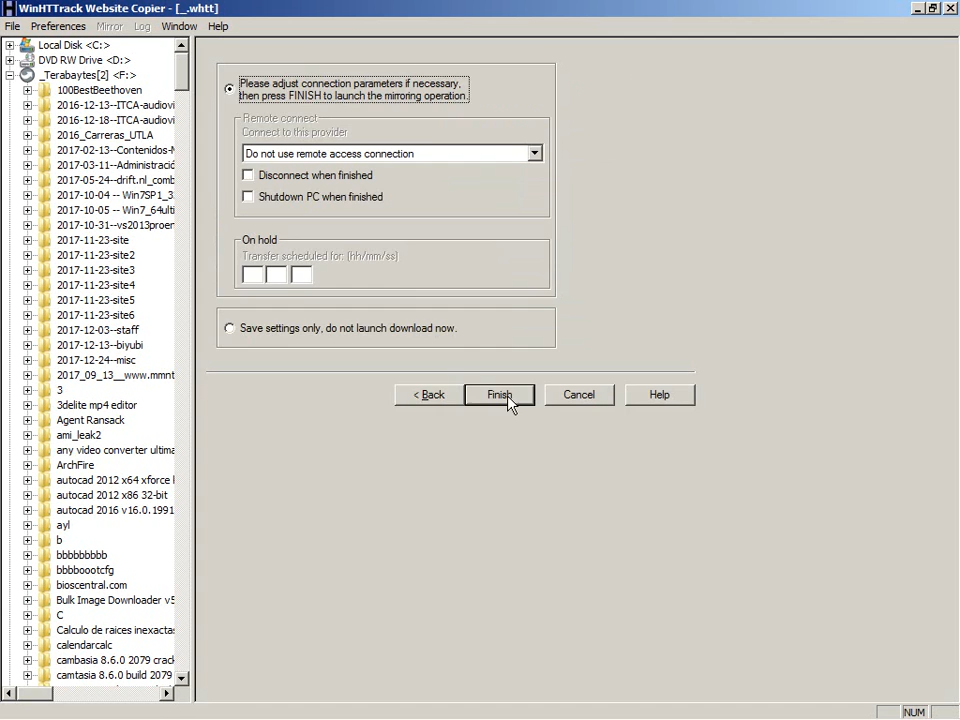 WinHTTrack Website Copier - [_.whtt]
File Preferences Mirror Log Window Help
Local Disk <C:>
DVD RW Drive <D:>
_Terabaytes[2] <F:>
100BestBeethoven
2016-12-13--ITCA-audiovi
2016-12-18--ITCA-audiovi
2016_Carreras_UTLA
2017-02-13--Contenidos-M
2017-03-11--Administració
2017-05-24--drift.nl_comb
2017-10-04 -- Win7SP1_3
2017-10-05 -- Win7_64ulti
2017-10-31--vs2013proen
2017-11-23-site
2017-11-23-site2
2017-11-23-site3
2017-11-23-site4
2017-11-23-site5
2017-11-23-site6
2017-12-03--staff
2017-12-13--biyubi
2017-12-24--misc
2017_09_13__www.mmnt
3
3delite mp4 editor
Agent Ransack
ami_leak2
any video converter ultima
ArchFire
autocad 2012 x64 xforce
autocad 2012 x86 32-bit
autocad 2016 v16.0.1991
ayl
b
bbbbbbbbb
bbbboootcfg
bioscentral.com
Bulk Image Downloader v5
C
Calculo de raices inexactas
calendarcalc
cambasia 8.6.0 2079 crack
camtasia 8.6.0 build 2079
Please adjust connection parameters if necessary,
then press FINISH to launch the mirroring operation.
Remote connect
Connect to this provider
Do not use remote access connection
Disconnect when finished
Shutdown PC when finished
On hold
Transfer scheduled for: (hh/mm/ss)
Save settings only, do not launch download now.
< Back Finish Cancel Help
NUM